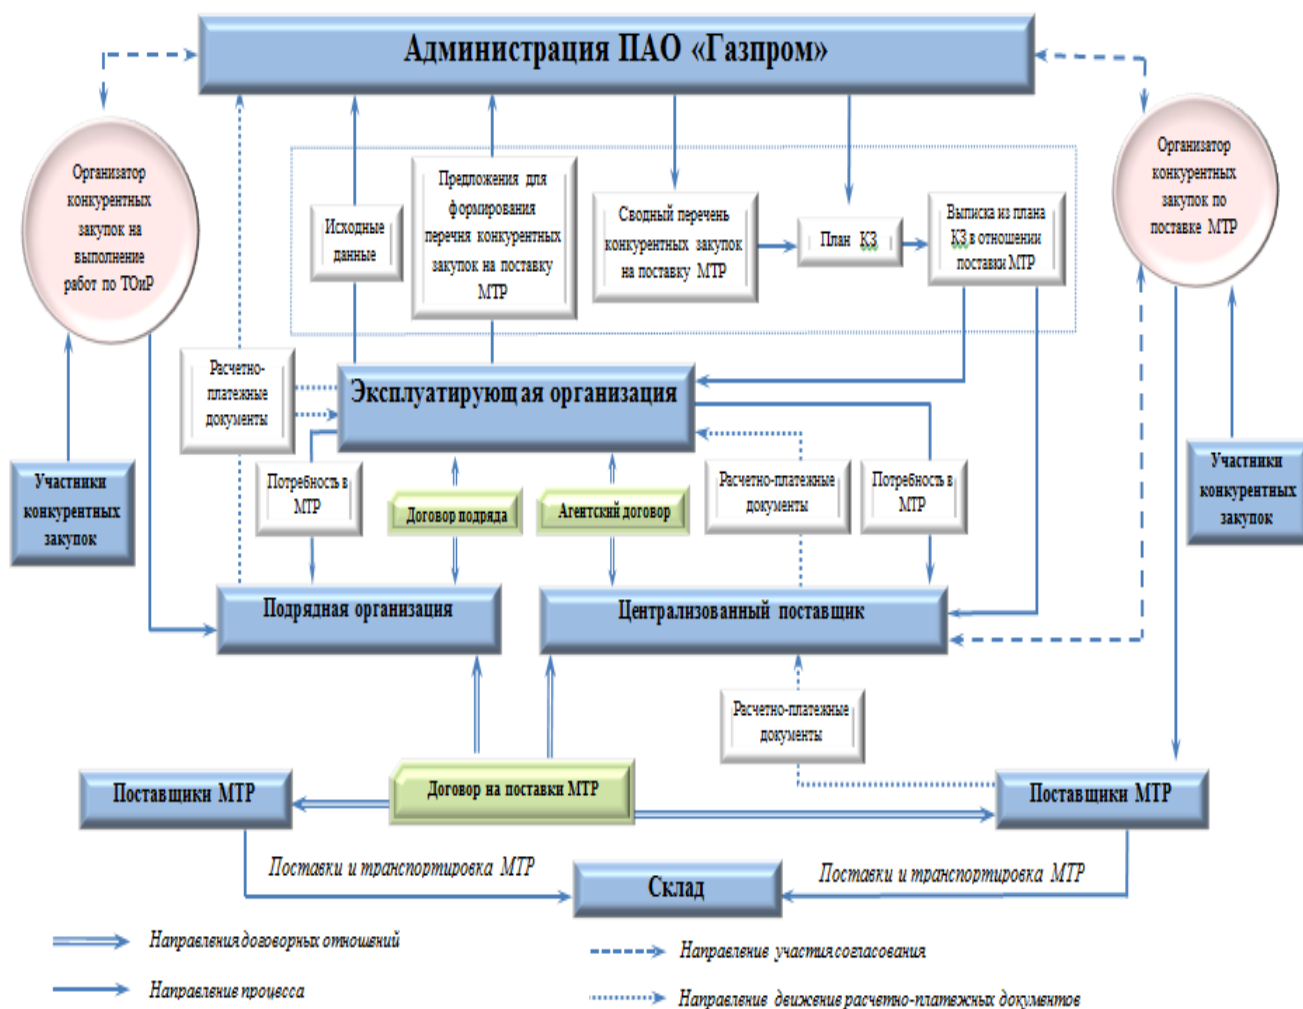 Администрация ПАО «Газпром»
Организатор
конкурентных
закупок на
выполнение
работ по ТОиР
Исходные
данные
Предложения для
формирования
перечня конкурентных
закупок на поставку
МТР
Сводный перечень
конкурентных закупок
на поставку МТР
План КЗ
Выписка из плана
КЗ в отношении
поставки МТР
Организатор
конкурентных
закупок по
поставке МТР
Расчетно-
платежные
документы
Эксплуатирующая организация
Участники
конкурентных
закупок
Потребность в
МТР
Договор подряда
Агентский договор
Расчетно-платежные
документы
Потребность в
МТР
Участники
конкурентных
закупок
Подрядная организация
Централизованный поставщик
Расчетно-платежные
документы
Поставщики МТР
Договор на поставки МТР
Поставщики МТР
Поставки и транспортировка МТР
Склад
Поставки и транспортировка МТР
Направления договорных отношений
Направление участия согласования
Направление процесса
Направление движение расчетно-платежных документов